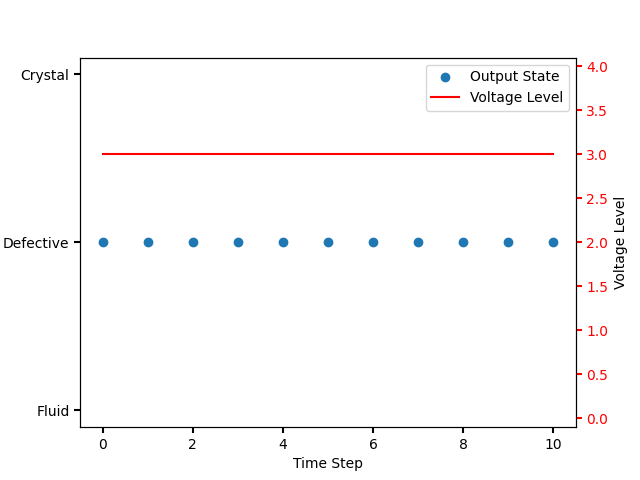 Crystal
Defective
Fluid
Output State
Voltage Level
4.0
3.5
3.0
2.5
2.0
1.5
1.0
0.5
0.0
Voltage Level
0 2 4 6 8 10
Time Step